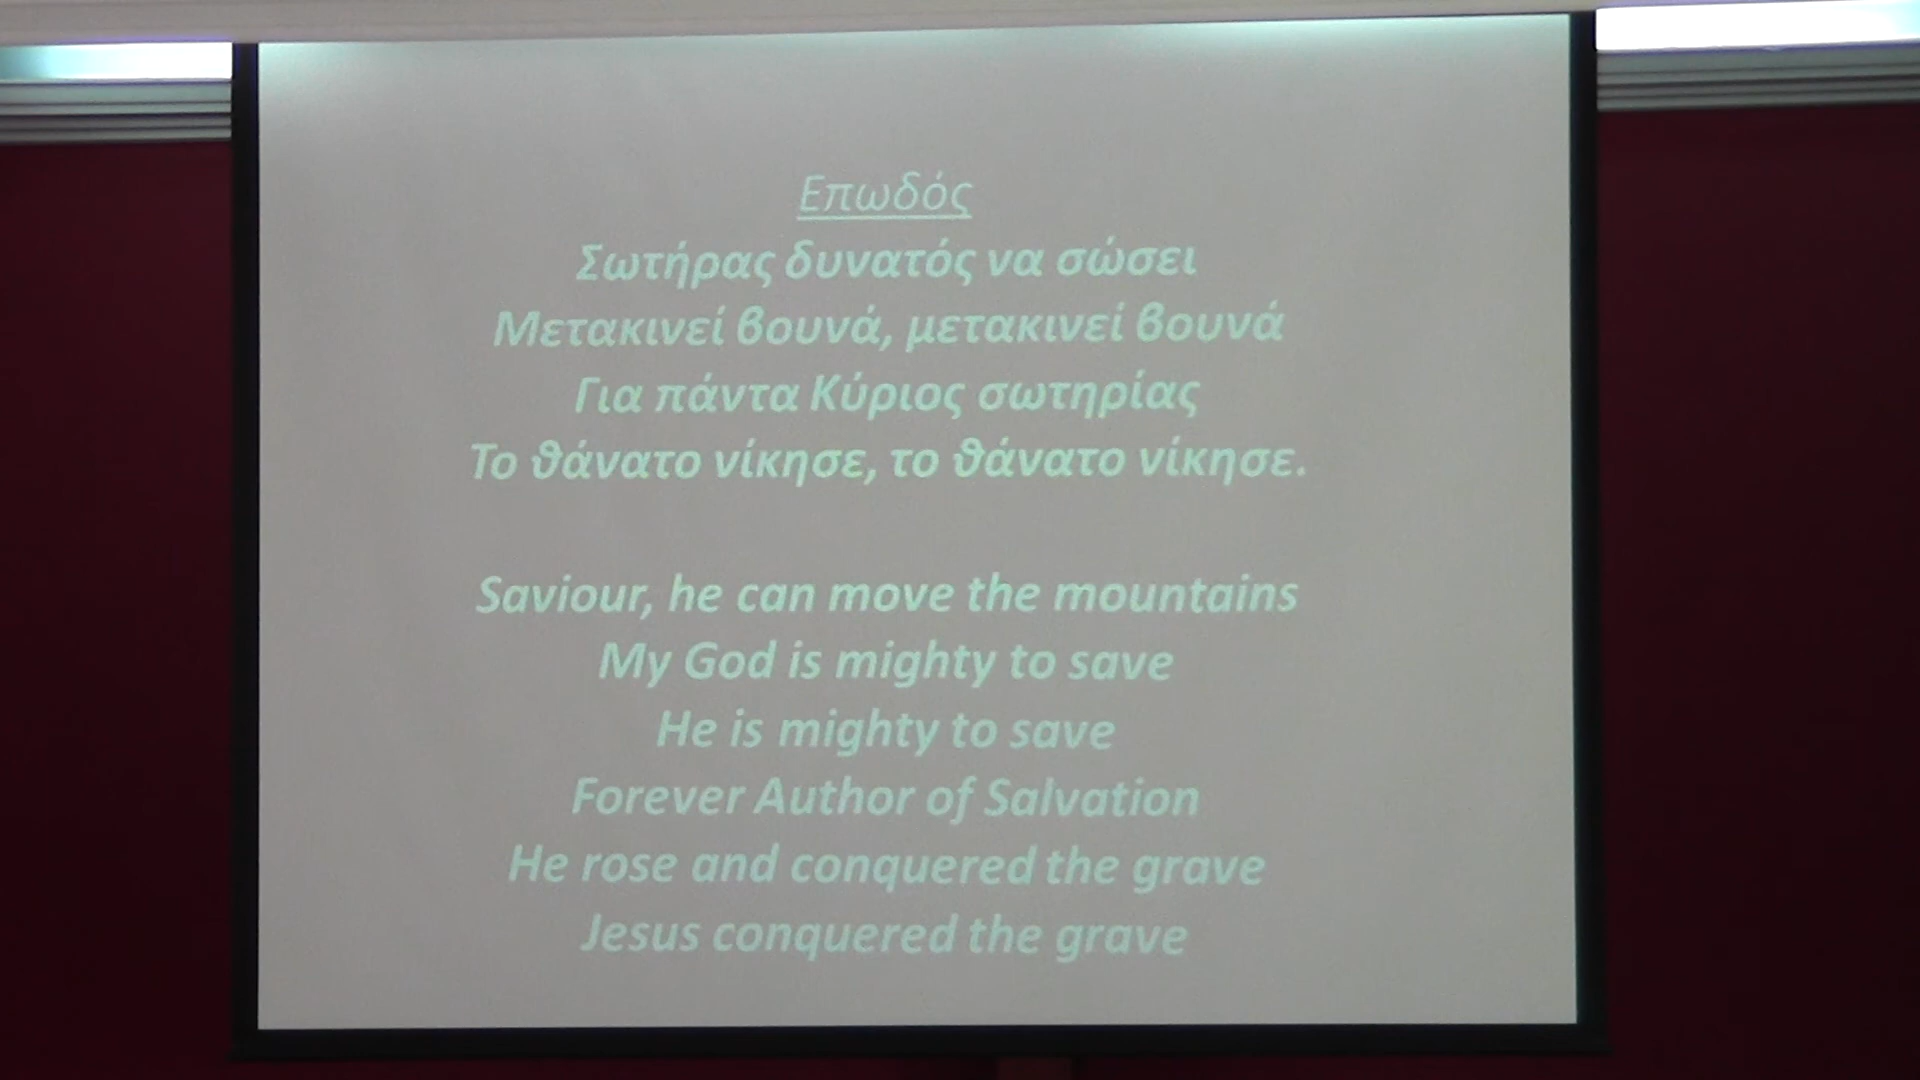 Επωδός
Σωτήρας δυνατός να σώσει
Μετακινεί βουνά, μετακινεί βουνά
Για πάντα Κύριος σωτηρίας
Το θάνατο νίκησε, το θάνατο νίκησε.
Saviour, he can move the mountains
My God is mighty to save
He is mighty to save
Forever Author of Salvation
He rose and conquered the grave
Jesus conquered the grave